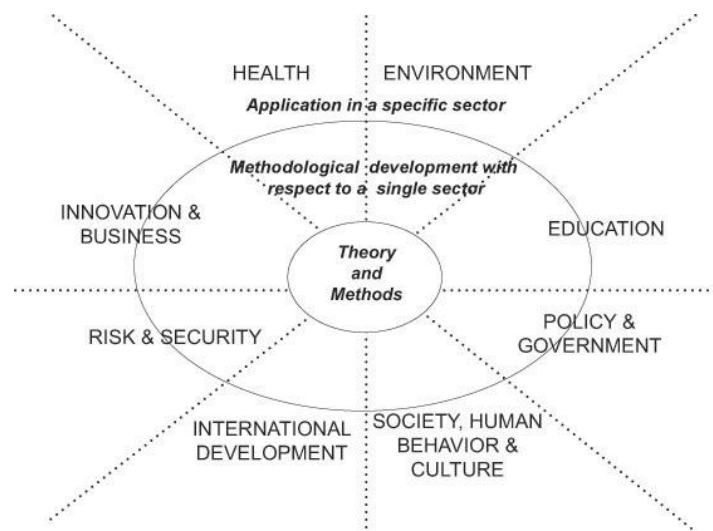 HEALTH
ENVIRONMENT
Application in a specific sector
Methodological development with
respect to a single sector
INNOVATION &
BUSINESS
EDUCATION
Theory
and
Methods
RISK & SECURITY
POLICY &
GOVERNMENT
INTERNATIONAL
DEVELOPMENT
SOCIETY, HUMAN
BEHAVIOR &
CULTURE